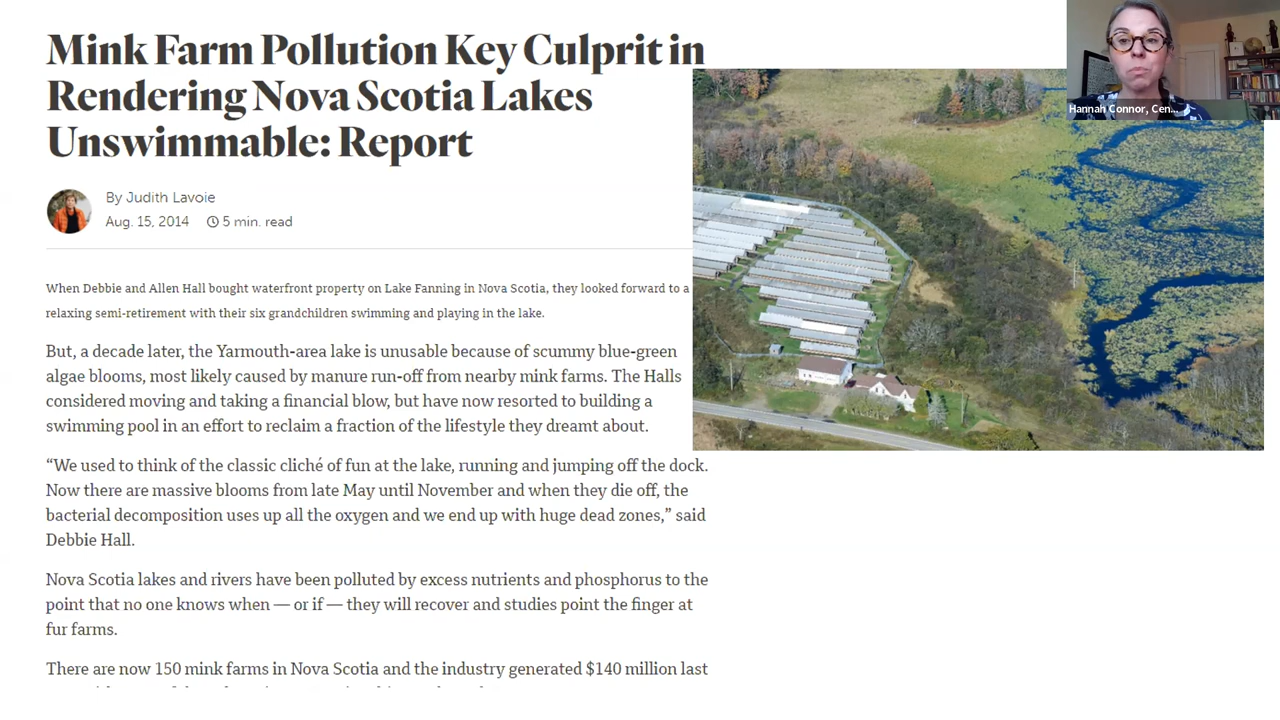 Mink Farm Pollution Key Culprit in
Rendering Nova Scotia Lakes
Unswimmable: Report
Hannah Connor, Cen...
By Judith Lavoie
Aug. 15, 2014 5 min. read
When Debbie and Allen Hall bought waterfront property on Lake Fanning in Nova Scotia, they looked forward to a
relaxing semi-retirement with their six grandchildren swimming and playing in the lake.
But, a decade later, the Yarmouth-area lake is unusable because of scummy blue-green
algae blooms, most likely caused by manure run-off from nearby mink farms. The Halls
considered moving and taking a financial blow, but have now resorted to building a
swimming pool in an effort to reclaim a fraction of the lifestyle they dreamt about.
“We used to think of the classic cliché of fun at the lake, running and jumping off the dock.
Now there are massive blooms from late May until November and when they die off, the
bacterial decomposition uses up all the oxygen and we end up with huge dead zones,” said
Debbie Hall.
Nova Scotia lakes and rivers have been polluted by excess nutrients and phosphorus to the
point that no one knows when — or if — they will recover and studies point the finger at
fur farms.
There are now 150 mink farms in Nova Scotia and the industry generated $140 million last